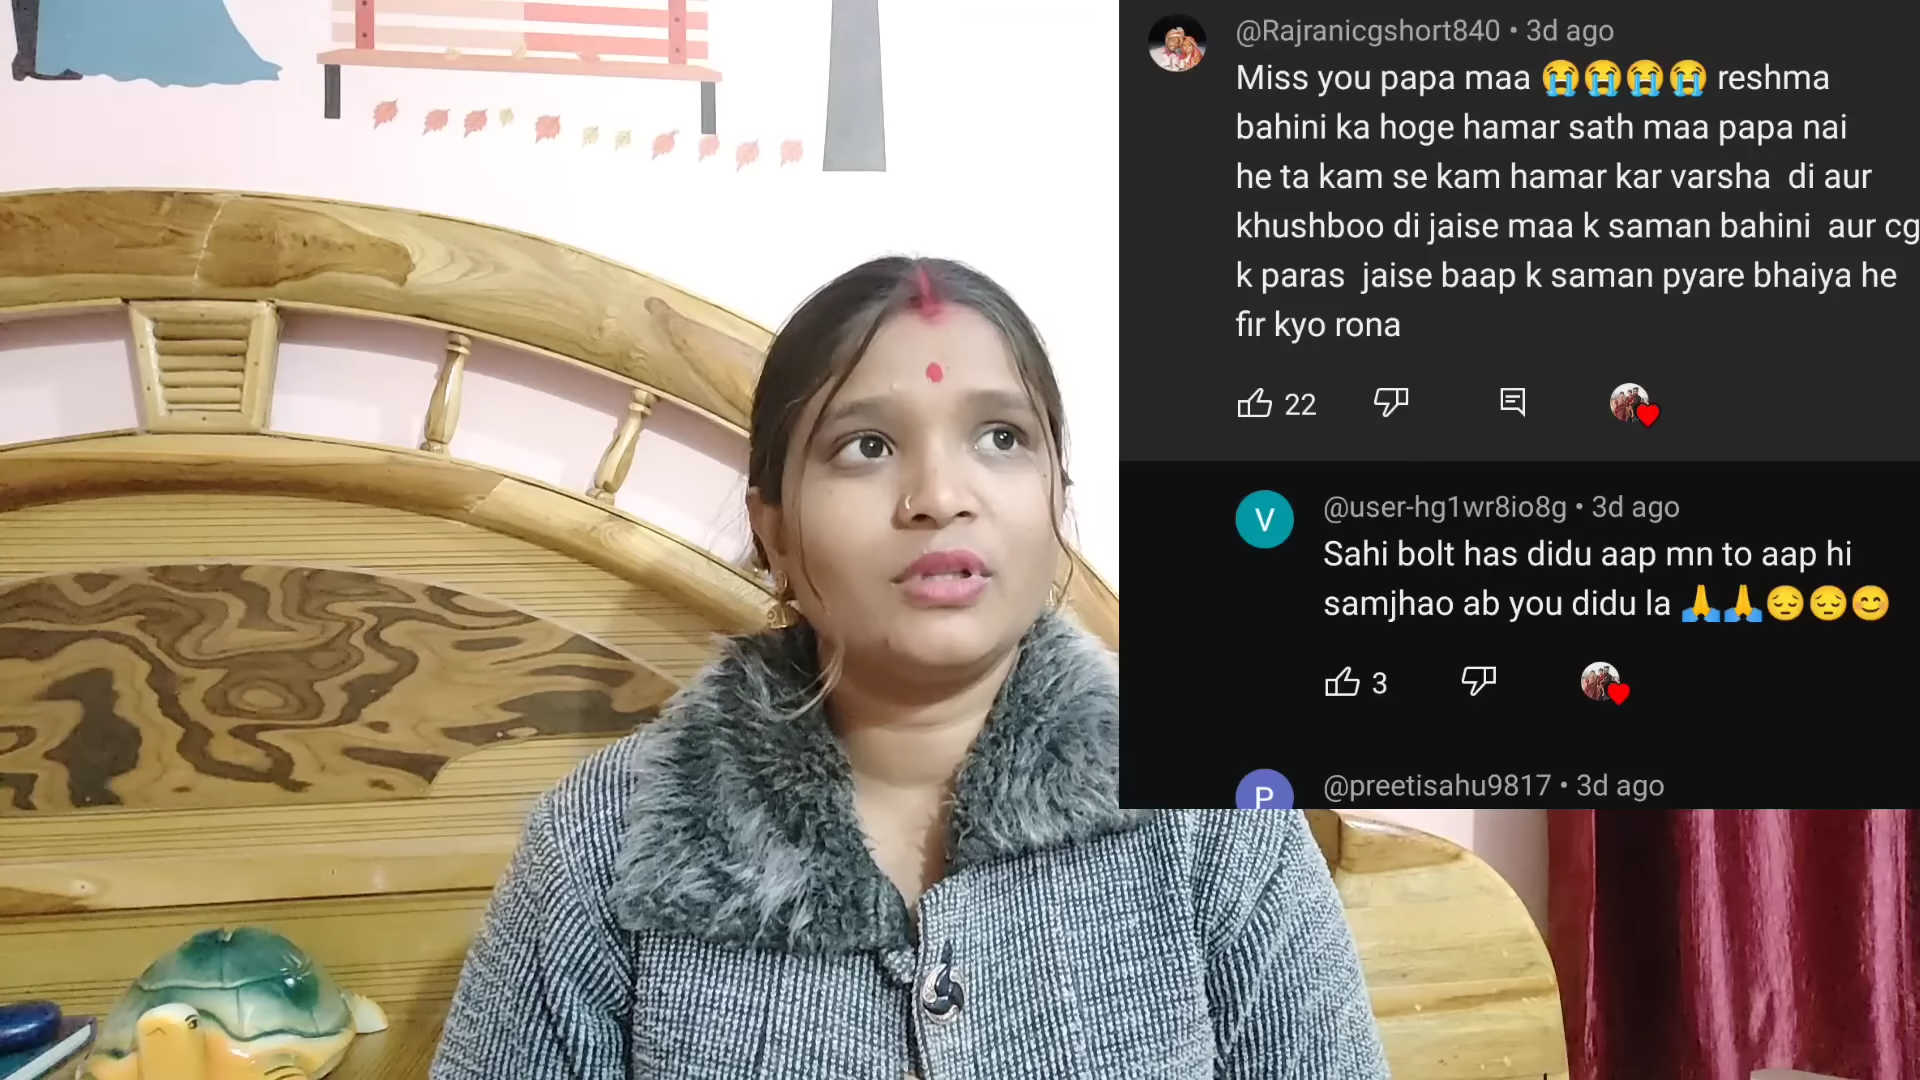 @Rajranicgshort840 • 3d ago
Miss you papa maa 😭😭😭😭 reshma
bahini ka hoge hamar sath maa papa nai
he ta kam se kam hamar kar varsha di aur
khushboo di jaise maa k saman bahini aur cg
k paras jaise baap k saman pyare bhaiya he
fir kyo rona
22
V
@user-hg1wr8io8g • 3d ago
Sahi bolt has didu aap mn to aap hi
samjhao ab you didu la 🙏🙏😔😔😊
3
P
@preetisahu9817 • 3d ago